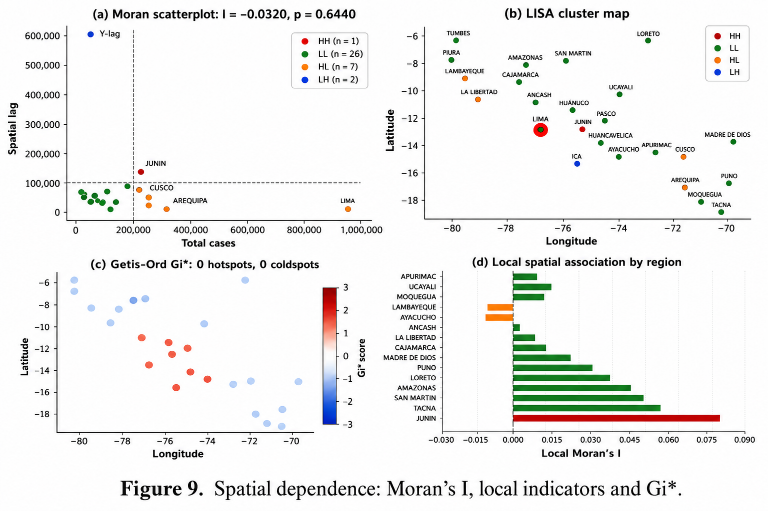 (a) Moran scatterplot: I = −0.0320, p = 0.6440
600,000
500,000
400,000
300,000
200,000
100,000
0
Spatial lag
Y-lag
HH (n = 1)
LL (n = 26)
HL (n = 7)
LH (n = 2)
JUNIN
CUSCO
AREQUIPA
LIMA
0
200,000
400,000
600,000
800,000
1,000,000
Total cases
(b) LISA cluster map
−6
−8
−10
−12
−14
−16
−18
Latitude
TUMBES
LORETO
PIURA
SAN MARTIN
AMAZONAS
LAMBAYEQUE
CAJAMARCA
LA LIBERTAD
UCAYALI
ANCASH
HUÁNUCO
LIMA
PASCO
JUNIN
HUANCAVELICA
MADRE DE DIOS
ICA
AYACUCHO
APURIMAC
CUSCO
AREQUIPA
PUNO
MOQUEGUA
TACNA
HH
LL
HL
LH
−80
−78
−76
−74
−72
−70
Longitude
(c) Getis-Ord Gi*: 0 hotspots, 0 coldspots
−6
−8
−10
−12
−14
−16
−18
Latitude
−80
−78
−76
−74
−72
−70
Longitude
3
2
1
0
−1
−2
−3
Gi* score
(d) Local spatial association by region
APURIMAC
UCAYALI
MOQUEGUA
LAMBAYEQUE
AYACUCHO
ANCASH
LA LIBERTAD
CAJAMARCA
MADRE DE DIOS
PUNO
LORETO
AMAZONAS
SAN MARTIN
TACNA
JUNIN
−0.030
−0.015
0.000
0.015
0.030
0.045
0.060
0.075
0.090
Local Moran's I
Figure 9. Spatial dependence: Moran's I, local indicators and Gi*.